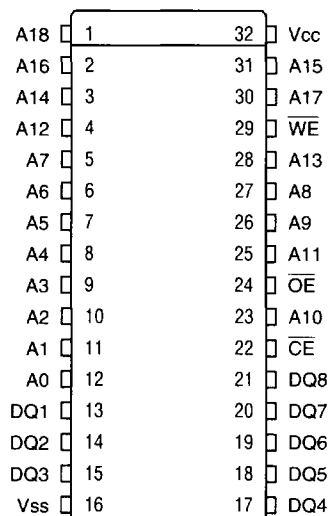 A18 1 32 Vcc
A16 2 31 A15
A14 3 30 A17
A12 4 29 W̅E̅
A7 5 28 A13
A6 6 27 A8
A5 7 26 A9
A4 8 25 A11
A3 9 24 O̅E̅
A2 10 23 A10
A1 11 22 C̅E̅
A0 12 21 DQ8
DQ1 13 20 DQ7
DQ2 14 19 DQ6
DQ3 15 18 DQ5
Vss 16 17 DQ4